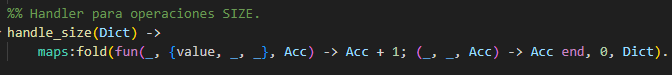 %% Handler para operaciones SIZE.
handle_size(Dict) ->
    maps:fold(fun(_, {value, _, _}, Acc) -> Acc + 1; (_, _, Acc) -> Acc end, 0, Dict).